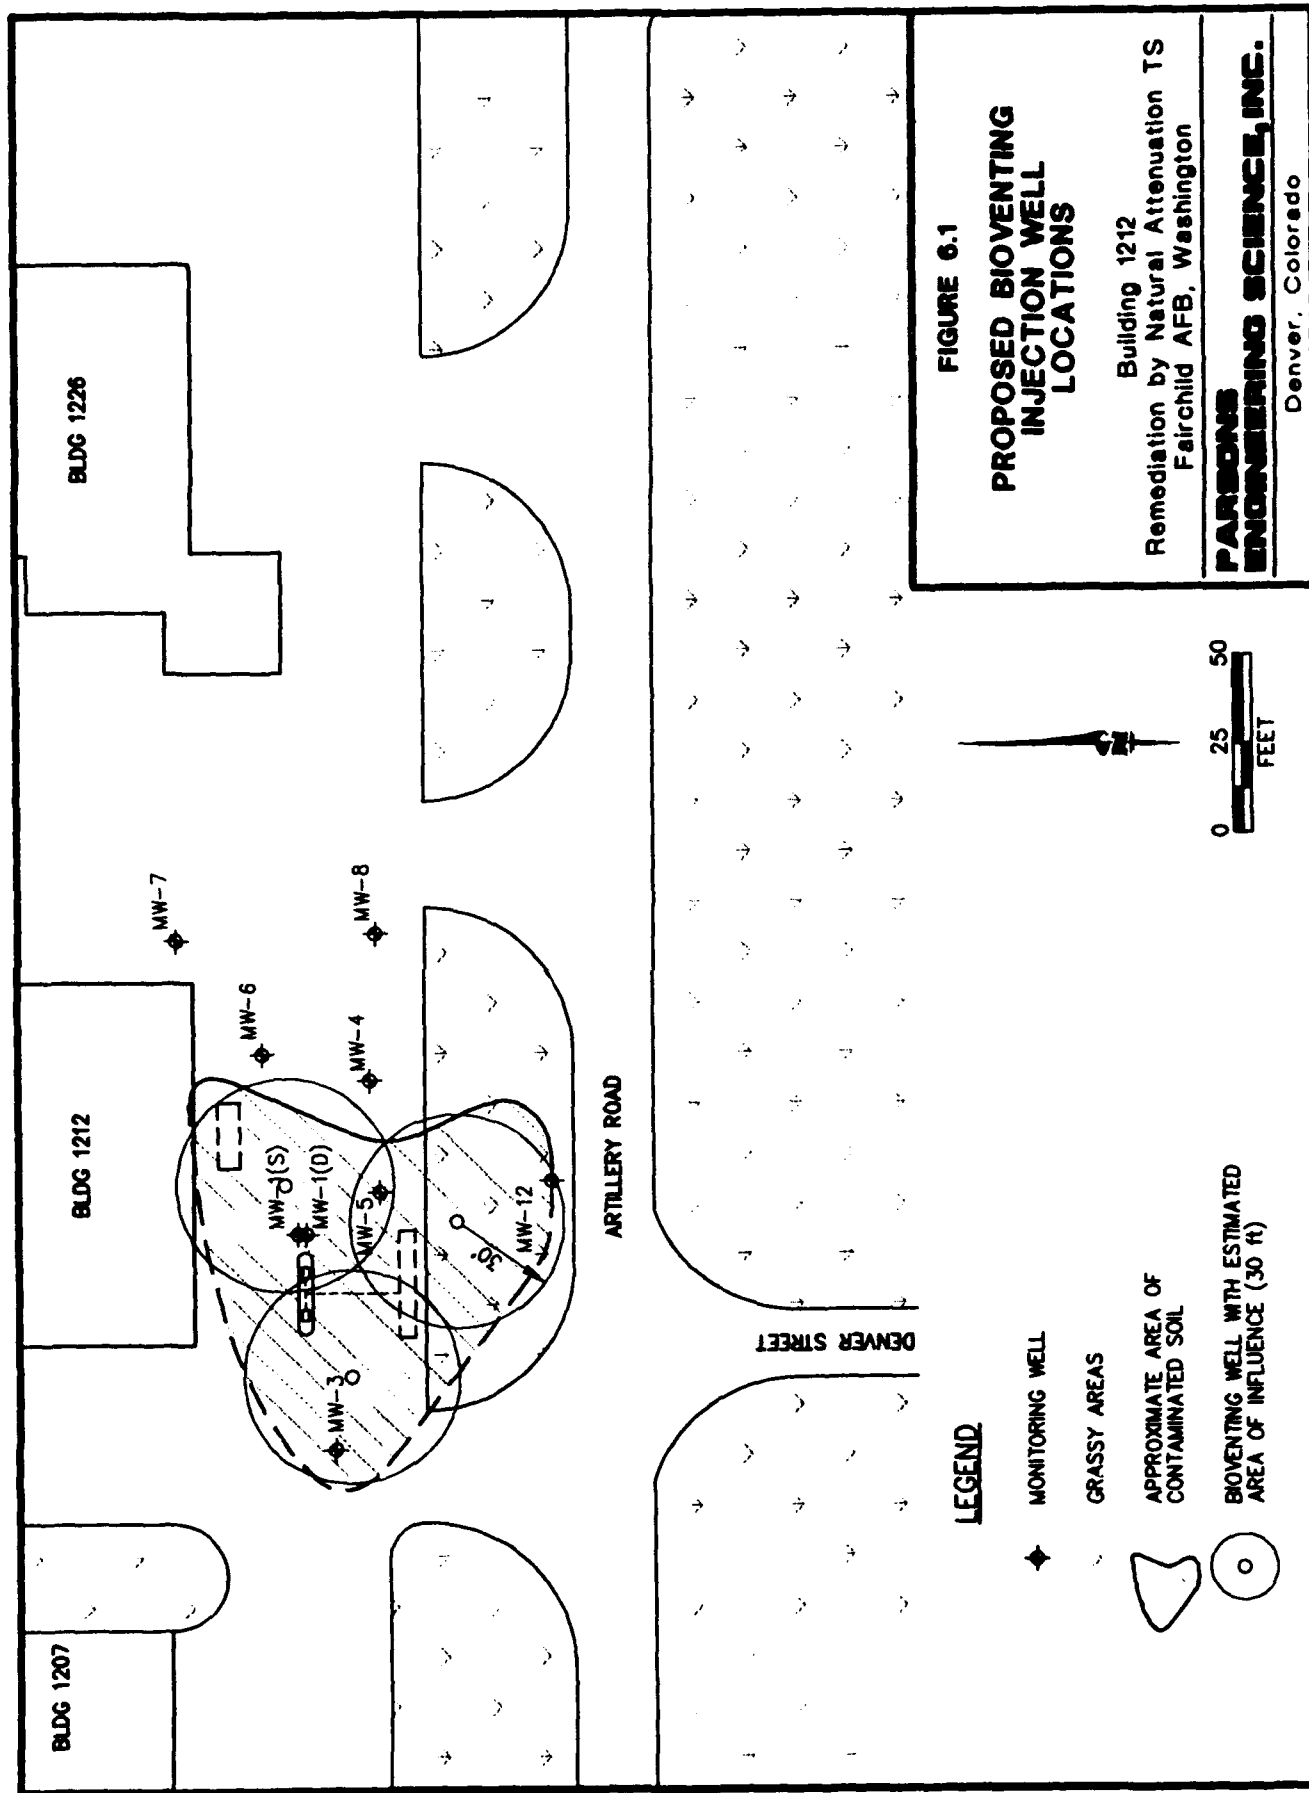 BLDG 1207
BLDG 1212
BLDG 1226
MW-7
MW-6
MW-8
MW-4
MW-1(S)
MW-1(D)
MW-5
MW-3
MW-12
30'
ARTILLERY ROAD
DENVER STREET
LEGEND
MONITORING WELL
GRASSY AREAS
APPROXIMATE AREA OF
CONTAMINATED SOIL
BIOVENTING WELL WITH ESTIMATED
AREA OF INFLUENCE (30 ft)
0 25 50
FEET
FIGURE 6.1
PROPOSED BIOVENTING
INJECTION WELL
LOCATIONS
Building 1212
Remediation by Natural Attenuation TS
Fairchild AFB, Washington
PARSONS
ENGINEERING SCIENCE, INC.
Denver, Colorado